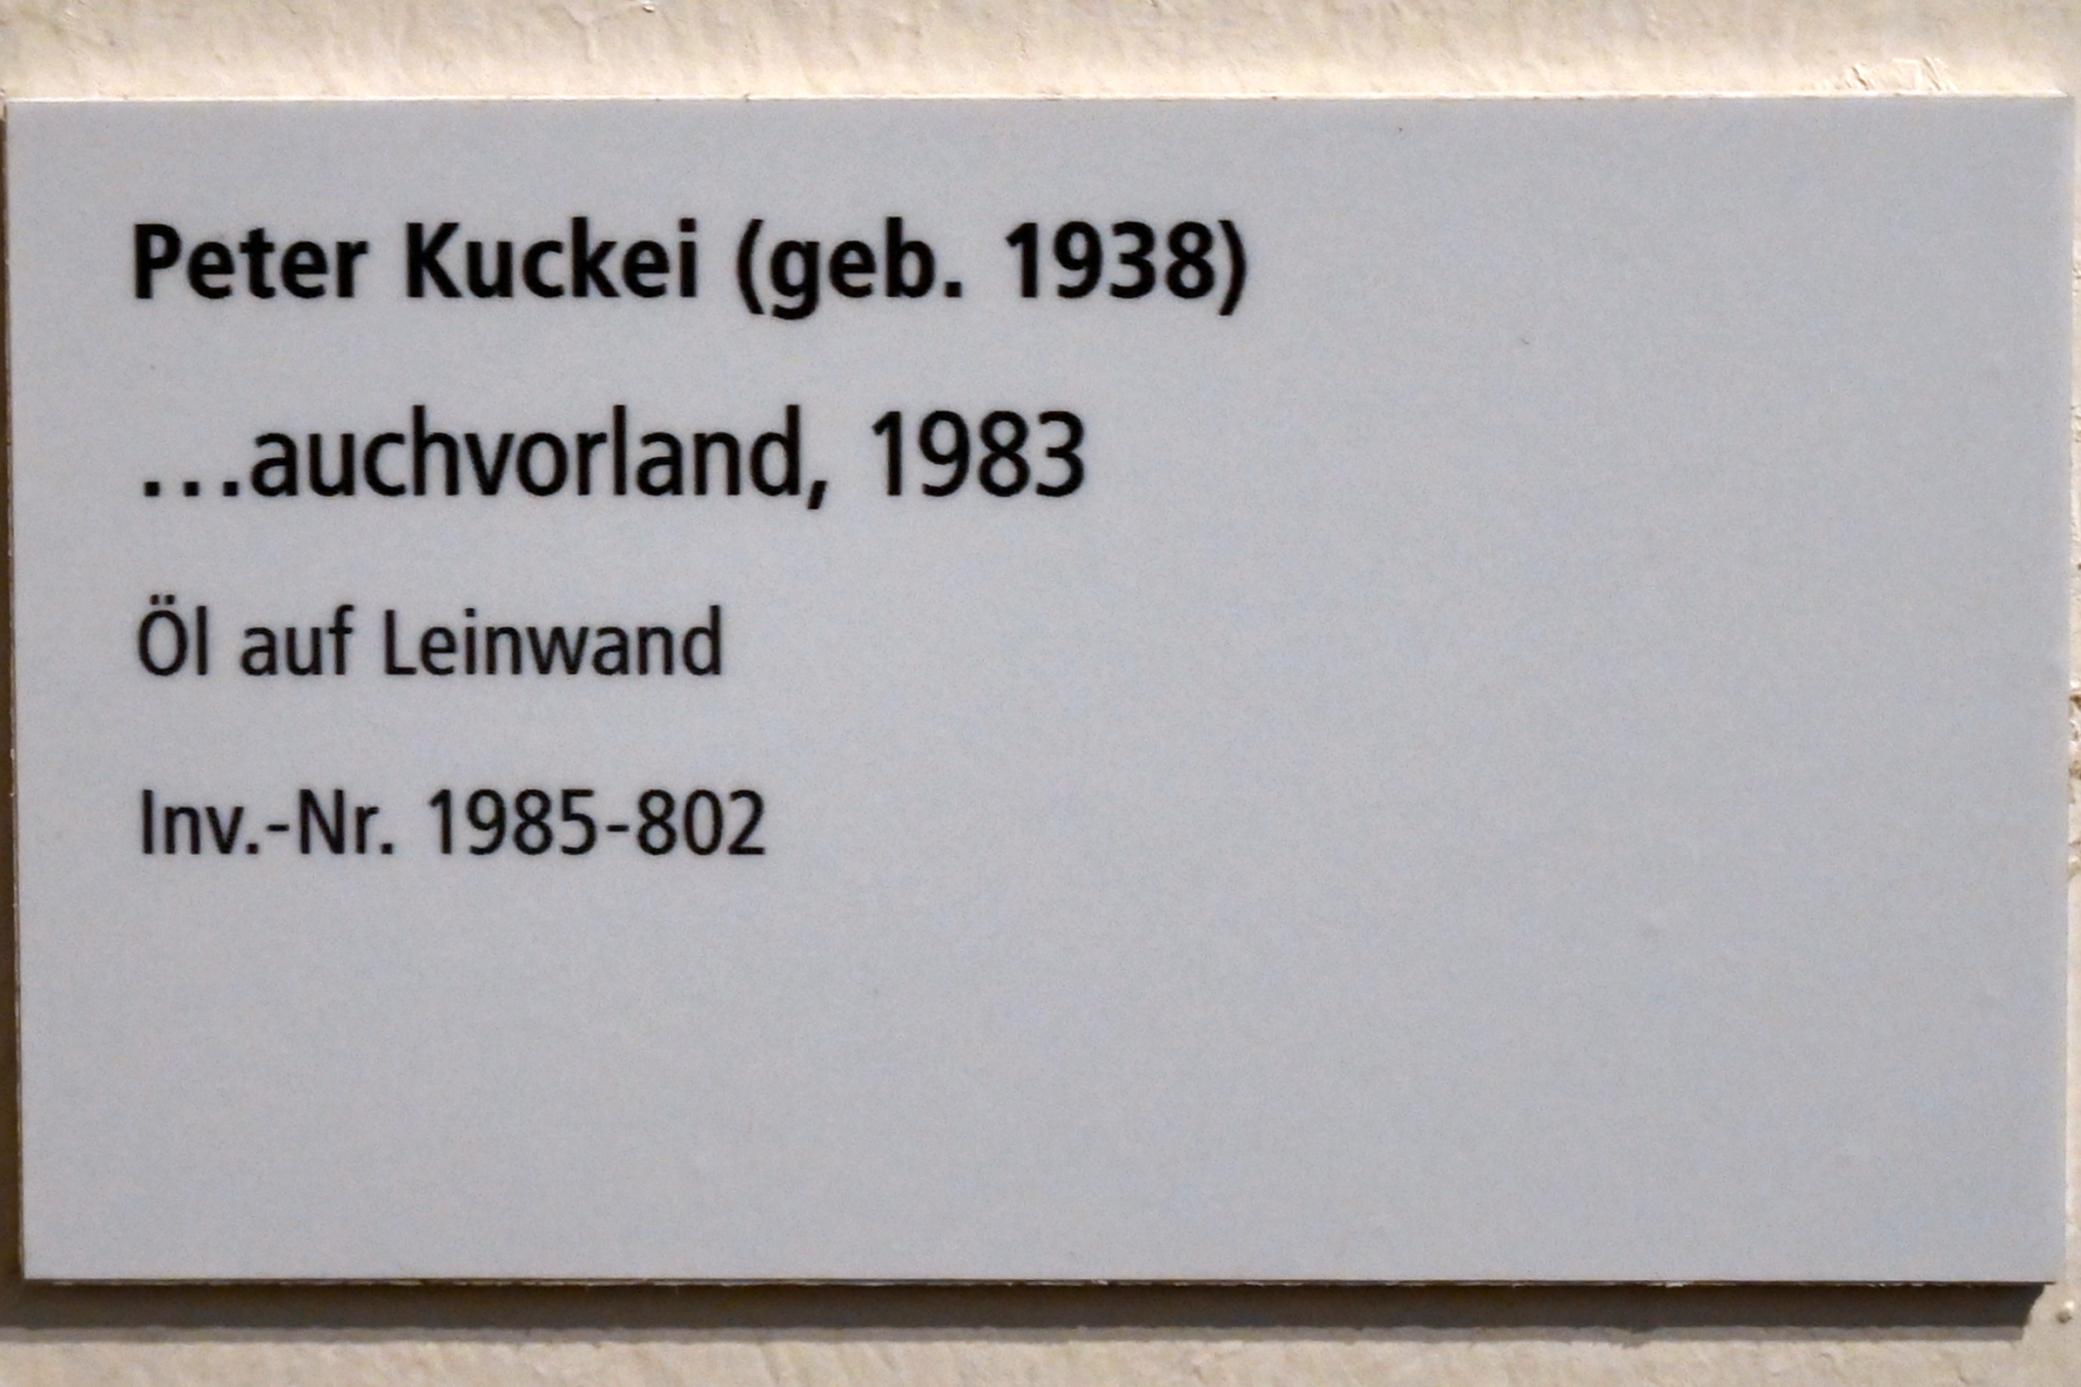 Peter Kuckei (geb. 1938)
...auchvorland, 1983
Öl auf Leinwand
Inv.-Nr. 1985-802